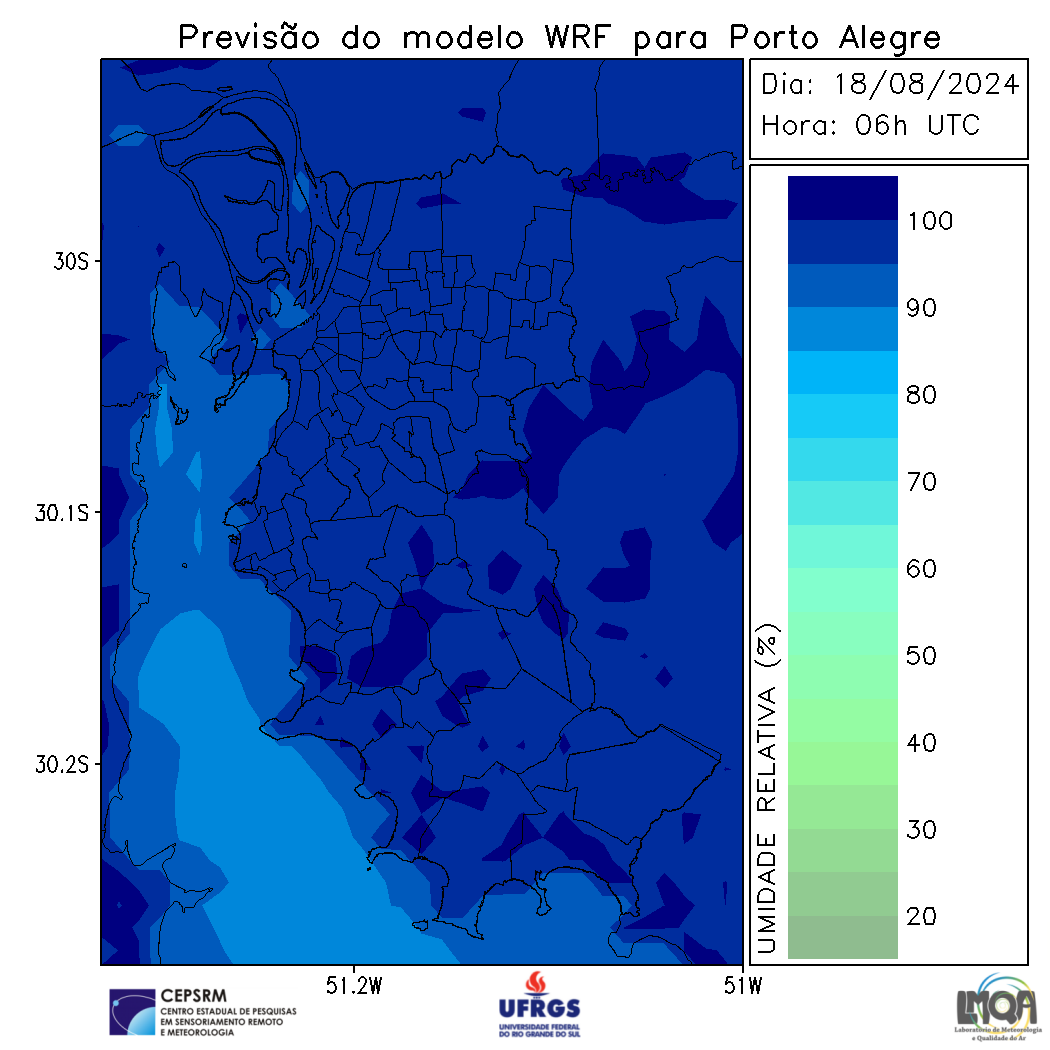 Previsão do modelo WRF para Porto Alegre
Dia: 18/08/2024
Hora: 06h UTC
100
90
80
70
60
50
40
30
20
UMIDADE RELATIVA (%)
30S
30.1S
30.2S
51.2W
51W
CEPSRM
CENTRO ESTADUAL DE PESQUISAS
EM SENSORIAMENTO REMOTO
E METEOROLOGIA
UFRGS
UNIVERSIDADE FEDERAL
DO RIO GRANDE DO SUL
LMQA
Laboratório de Meteorologia
e Qualidade do Ar